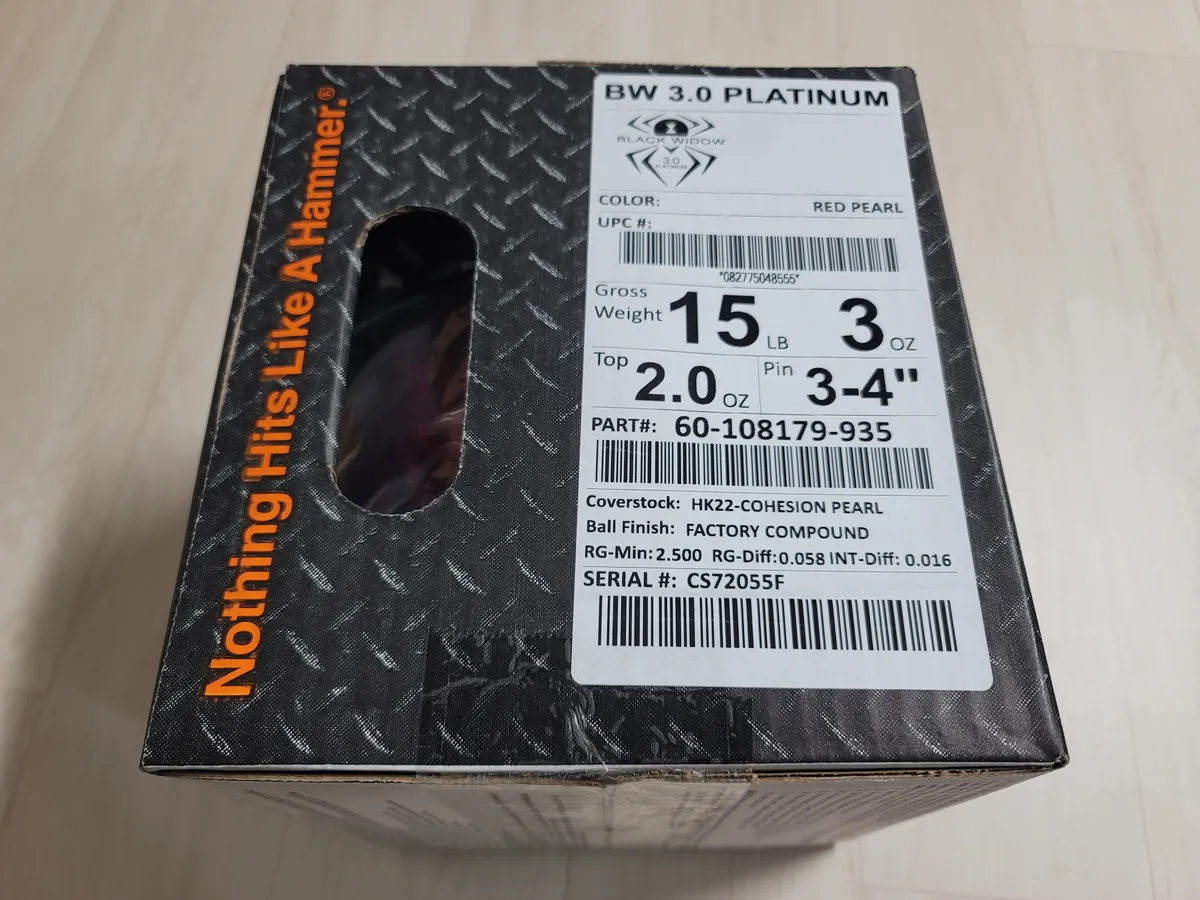 Nothing Hits Like A Hammer.®
BW 3.0 PLATINUM
BLACK WIDOW
3.0
PLATINUM
COLOR: RED PEARL
UPC #:
*082775048555*
Gross Weight 15 LB 3 OZ
Top 2.0 OZ Pin 3-4"
PART#: 60-108179-935
Coverstock: HK22-COHESION PEARL
Ball Finish: FACTORY COMPOUND
RG-Min: 2.500 RG-Diff: 0.058 INT-Diff: 0.016
SERIAL #: CS72055F